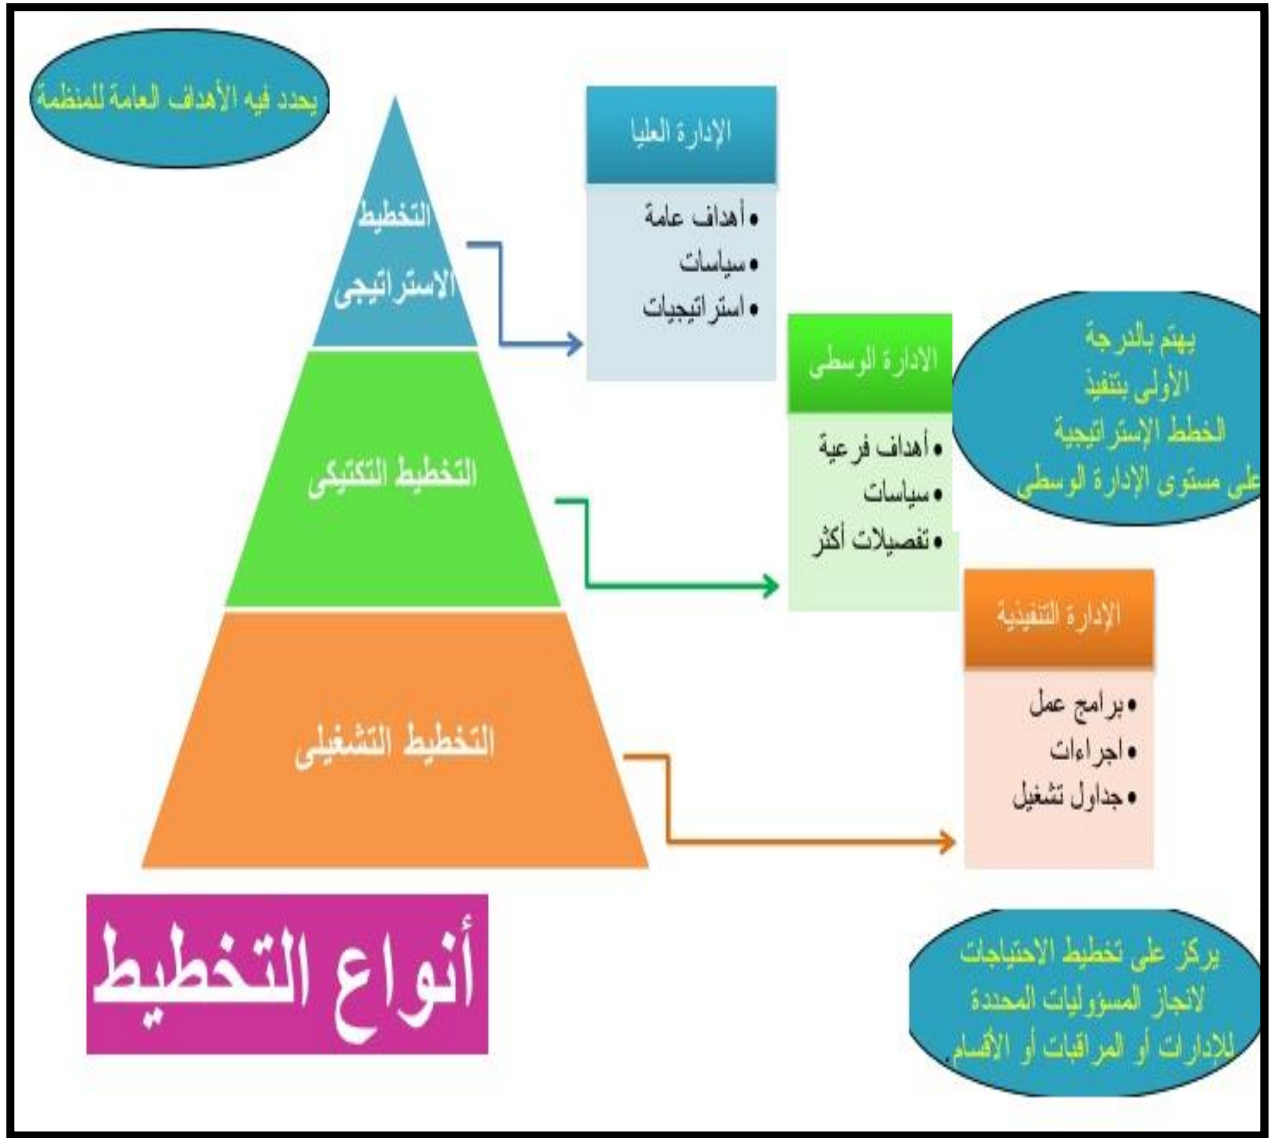 يحدد فيه الأهداف العامة للمنظمة
الإدارة العليا
• أهداف عامة
• سياسات
• استراتيجيات
التخطيط
الاستراتيجى
الادارة الوسطى
• أهداف فرعية
• سياسات
• تفصيلات أكثر
يهتم بالدرجة
الأولى بتنفيذ
الخطط الإستراتيجية
على مستوى الإدارة الوسطى
التخطيط التكتيكى
الإدارة التنفيذية
• برامج عمل
• اجراءات
• جداول تشغيل
التخطيط التشغيلى
أنواع التخطيط
يركز على تخطيط الاحتياجات
لانجاز المسؤوليات المحددة
للإدارات أو المراقبات أو الأقسام.